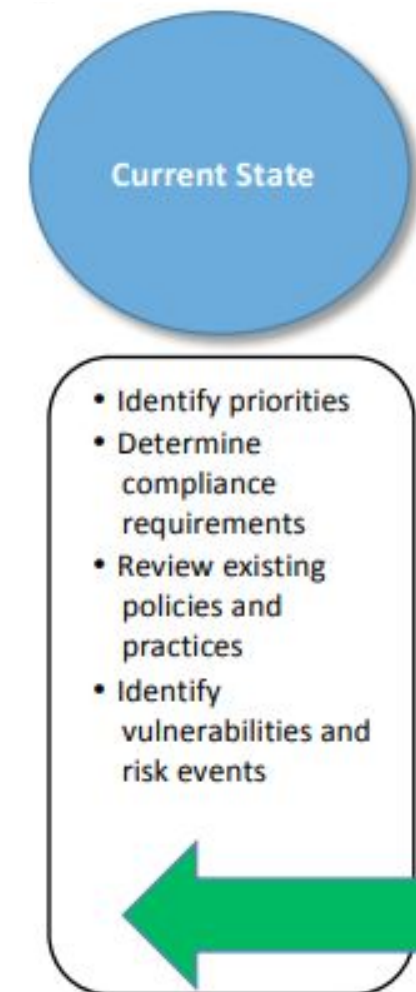 Current State
• Identify priorities
• Determine
compliance
requirements
• Review existing
policies and
practices
• Identify
vulnerabilities and
risk events